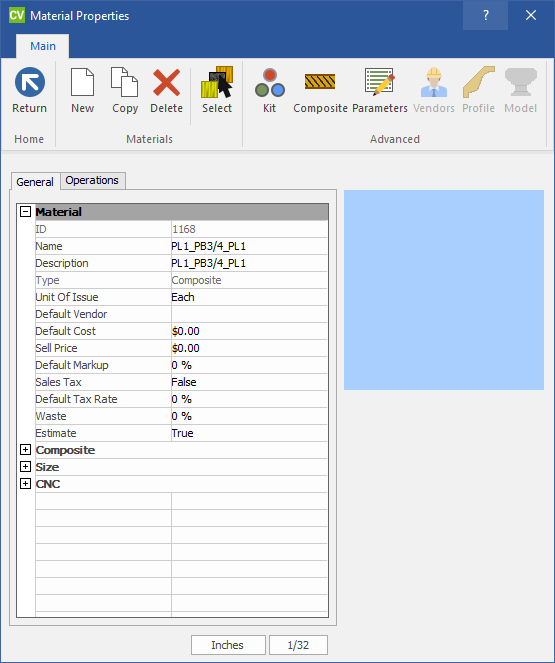 CV Material Properties ?
Main
Return New Copy Delete Select Kit Composite Parameters Vendors Profile Model
Home Materials Advanced
General Operations
Material
ID 1168
Name PL1_PB3/4_PL1
Description PL1_PB3/4_PL1
Type Composite
Unit Of Issue Each
Default Vendor
Default Cost $0.00
Sell Price $0.00
Default Markup 0 %
Sales Tax False
Default Tax Rate 0 %
Waste 0 %
Estimate True
Composite
Size
CNC
Inches 1/32